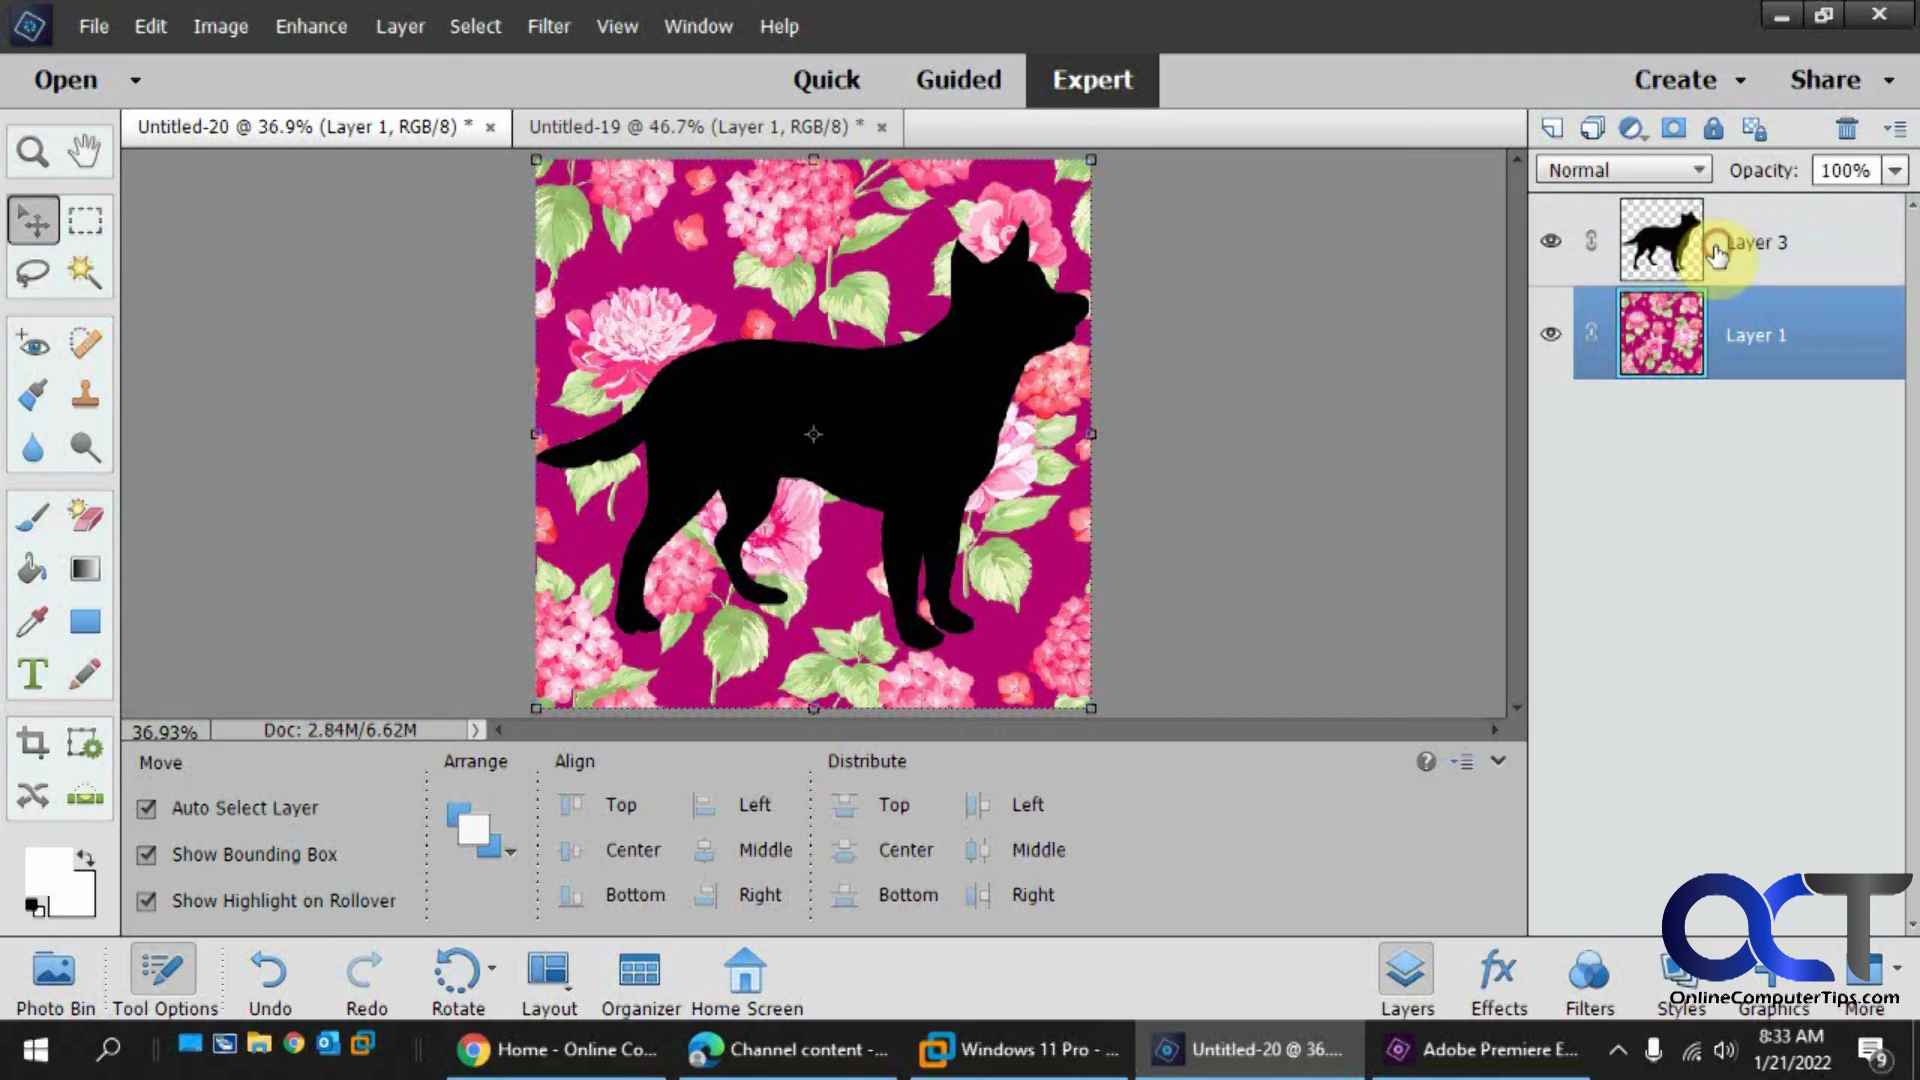 File Edit Image Enhance Layer Select Filter View Window Help
Open Quick Guided Expert Create Share
Untitled-20 @ 36.9% (Layer 1, RGB/8) * × Untitled-19 @ 46.7% (Layer 1, RGB/8) * ×
Normal Opacity: 100%
Layer 3
Layer 1
36.93% Doc: 2.84M/6.62M
Move Arrange Align Distribute
Auto Select Layer Top Left Top Left
Show Bounding Box Center Middle Center Middle
Show Highlight on Rollover Bottom Right Bottom Right
OCT
OnlineComputerTips.com
Photo Bin Tool Options Undo Redo Rotate Layout Organizer Home Screen Layers Effects Filters Styles Graphics More
Home - Online Co... Channel content -... Windows 11 Pro -... Untitled-20 @ 36.... Adobe Premiere E...
8:33 AM
1/21/2022
9